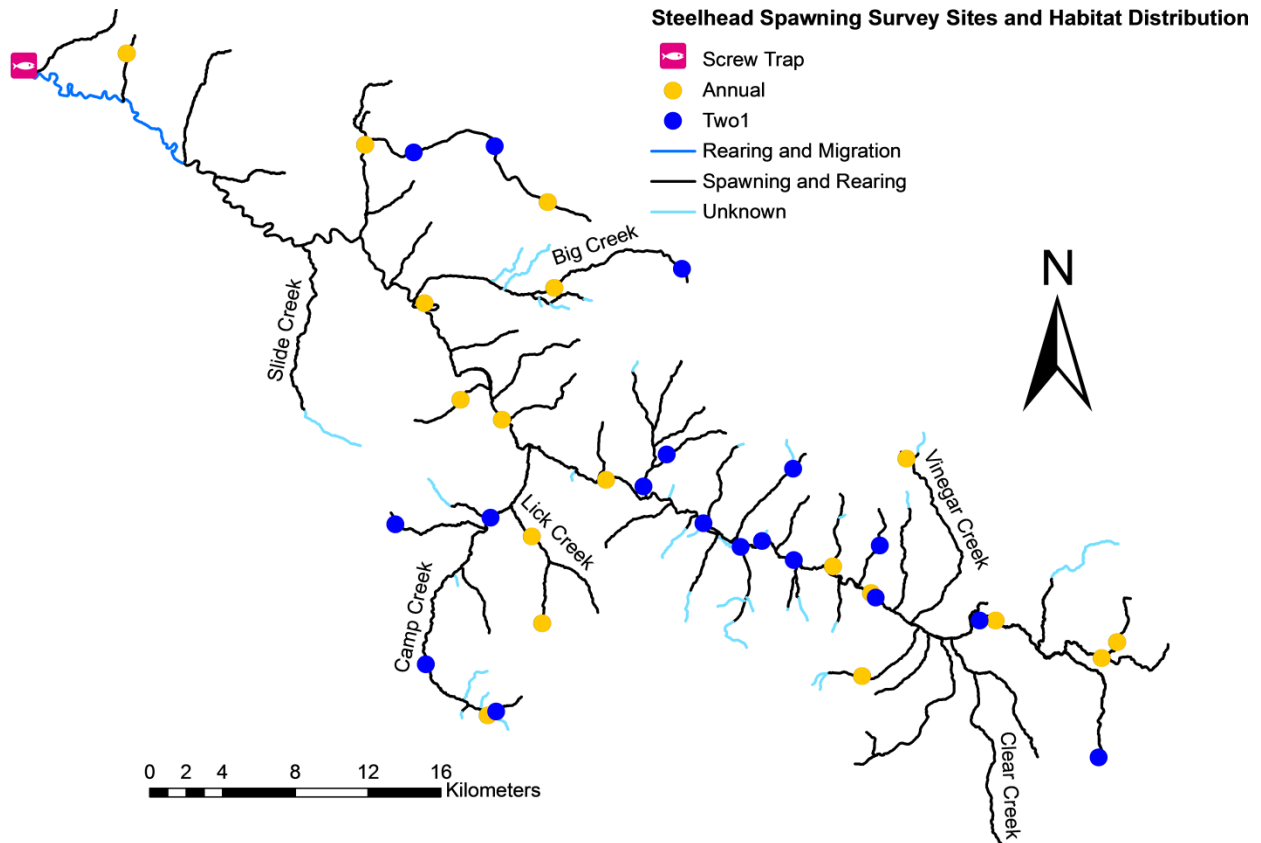 Steelhead Spawning Survey Sites and Habitat Distribution
Screw Trap
Annual
Two1
Rearing and Migration
Spawning and Rearing
Unknown
Big Creek
N
Slide Creek
Vinegar Creek
Lick Creek
Camp Creek
Clear Creek
0 2 4 8 12 16
Kilometers